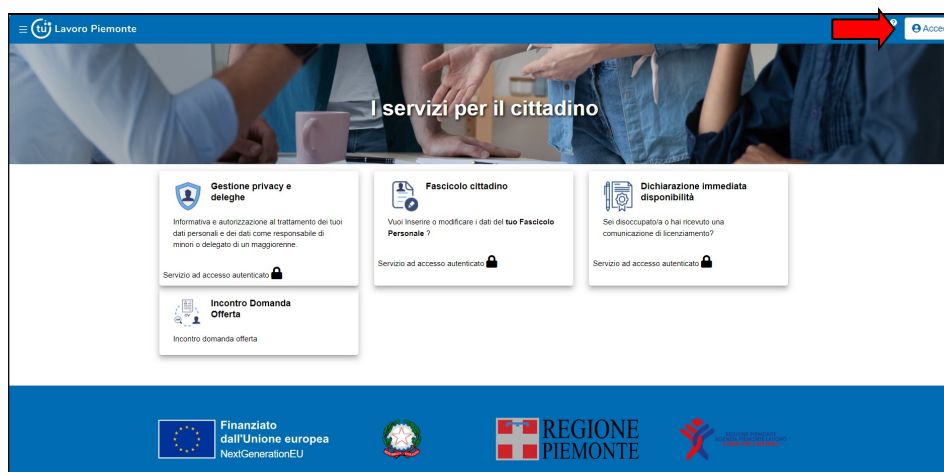 tu Lavoro Piemonte
?
I servizi per il cittadino
Gestione privacy e
deleghe
Informativa e autorizzazione al trattamento dei tuoi
dati personali e dei dati come responsabile di
minori o delegato di un maggiorenne.
Servizio ad accesso autenticato
Fascicolo cittadino
Vuoi Inserire o modificare i dati del tuo Fascicolo
Personale ?
Servizio ad accesso autenticato
Dichiarazione immediata
disponibilità
Sei disoccupato/a o hai ricevuto una
comunicazione di licenziamento?
Servizio ad accesso autenticato
CV
Incontro Domanda
Offerta
Incontro domanda offerta
Finanziato
dall'Unione europea
NextGenerationEU
REGIONE
PIEMONTE